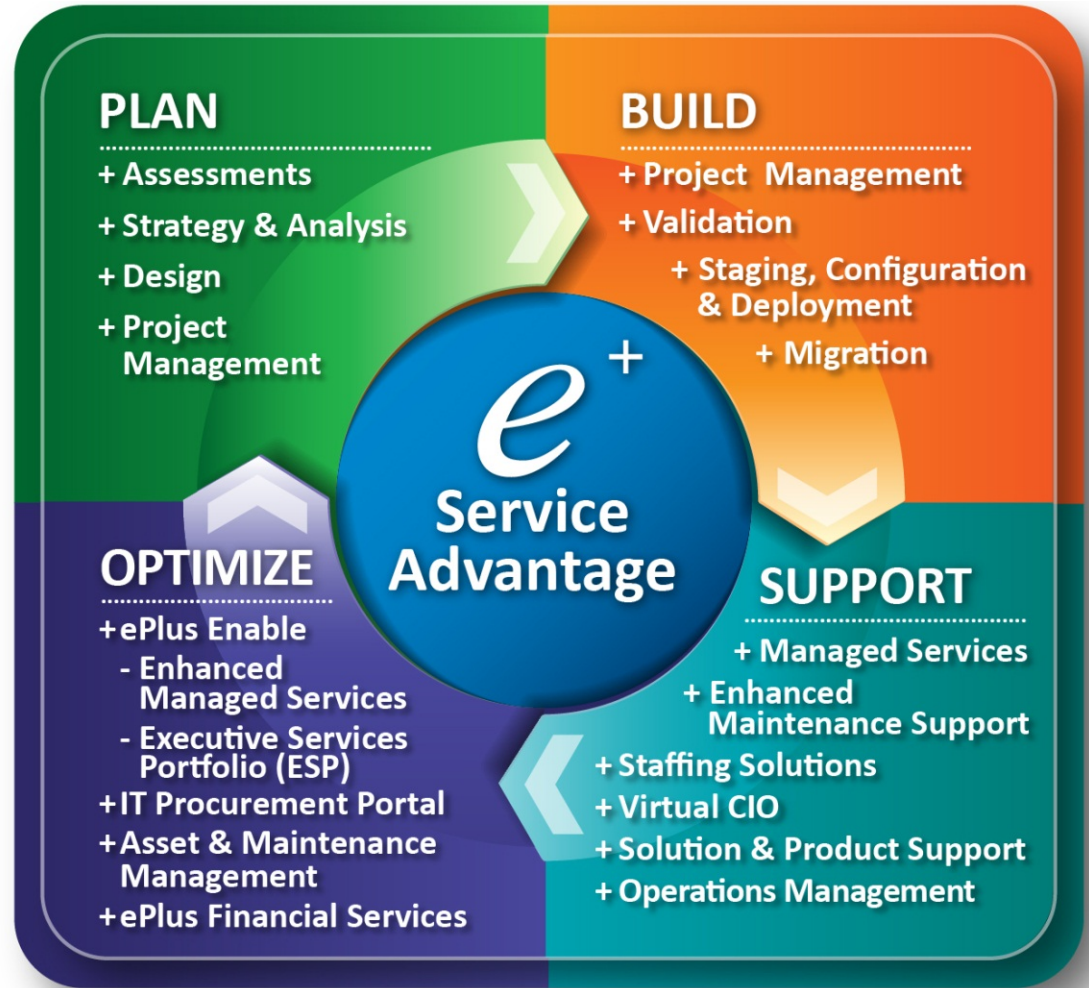 PLAN
+ Assessments
+ Strategy & Analysis
+ Design
+ Project
Management
BUILD
+ Project Management
+ Validation
+ Staging, Configuration
& Deployment
+ Migration
e+
Service
Advantage
OPTIMIZE
+ ePlus Enable
- Enhanced
Managed Services
- Executive Services
Portfolio (ESP)
+ IT Procurement Portal
+ Asset & Maintenance
Management
+ ePlus Financial Services
SUPPORT
+ Managed Services
+ Enhanced
Maintenance Support
+ Staffing Solutions
+ Virtual CIO
+ Solution & Product Support
+ Operations Management